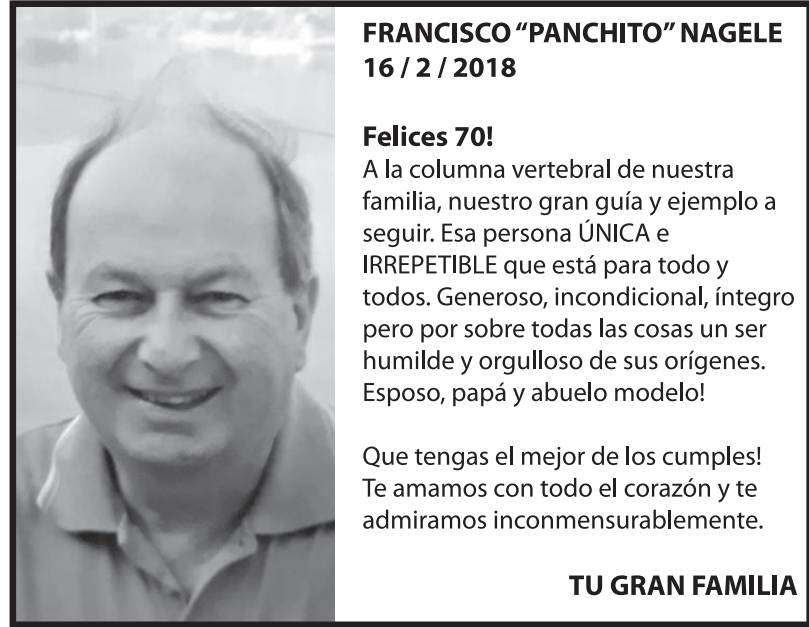 FRANCISCO “PANCHITO” NAGELE
16 / 2 / 2018
Felices 70!
A la columna vertebral de nuestra
familia, nuestro gran guía y ejemplo a
seguir. Esa persona ÚNICA e
IRREPETIBLE que está para todo y
todos. Generoso, incondicional, íntegro
pero por sobre todas las cosas un ser
humilde y orgulloso de sus orígenes.
Esposo, papá y abuelo modelo!
Que tengas el mejor de los cumples!
Te amamos con todo el corazón y te
admiramos inconmensurablemente.
TU GRAN FAMILIA